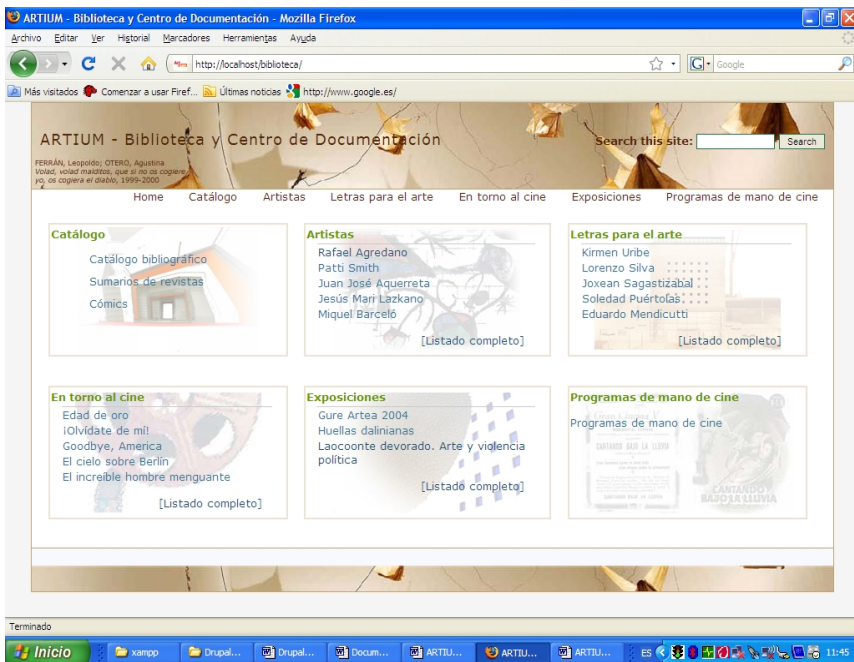 ARTIUM - Biblioteca y Centro de Documentación - Mozilla Firefox
Archivo Editar Ver Historial Marcadores Herramientas Ayuda
http://localhost/biblioteca/
Google
Más visitados Comenzar a usar Firef... Últimas noticias http://www.google.es/
ARTIUM - Biblioteca y Centro de Documentación
Search this site: Search
FERRÁN, Leopoldo; OTERO, Agustina
Volad, volad malditos, que si no os cogiere
yo, os cogiera el diablo, 1999-2000
Home Catálogo Artistas Letras para el arte En torno al cine Exposiciones Programas de mano de cine
Catálogo
Catálogo bibliográfico
Sumarios de revistas
Cómics
Artistas
Rafael Agredano
Patti Smith
Juan José Aquerreta
Jesús Mari Lazkano
Miquel Barceló
[Listado completo]
Letras para el arte
Kirmen Uribe
Lorenzo Silva
Joxean Sagastizabal
Soledad Puértolas
Eduardo Mendicutti
[Listado completo]
En torno al cine
Edad de oro
¡Olvídate de mí!
Goodbye, America
El cielo sobre Berlín
El increíble hombre menguante
[Listado completo]
Exposiciones
Gure Artea 2004
Huellas dalinianas
Laocoonte devorado. Arte y violencia
política
[Listado completo]
Programas de mano de cine
Programas de mano de cine
CANTANDO BAJO LA LLUVIA
CANTANDO
BAJO LA LLUVIA
Terminado
Inicio xampp Drupal... Drupal... Docum... ARTIU... ARTIU... ARTIU... ES 11:45